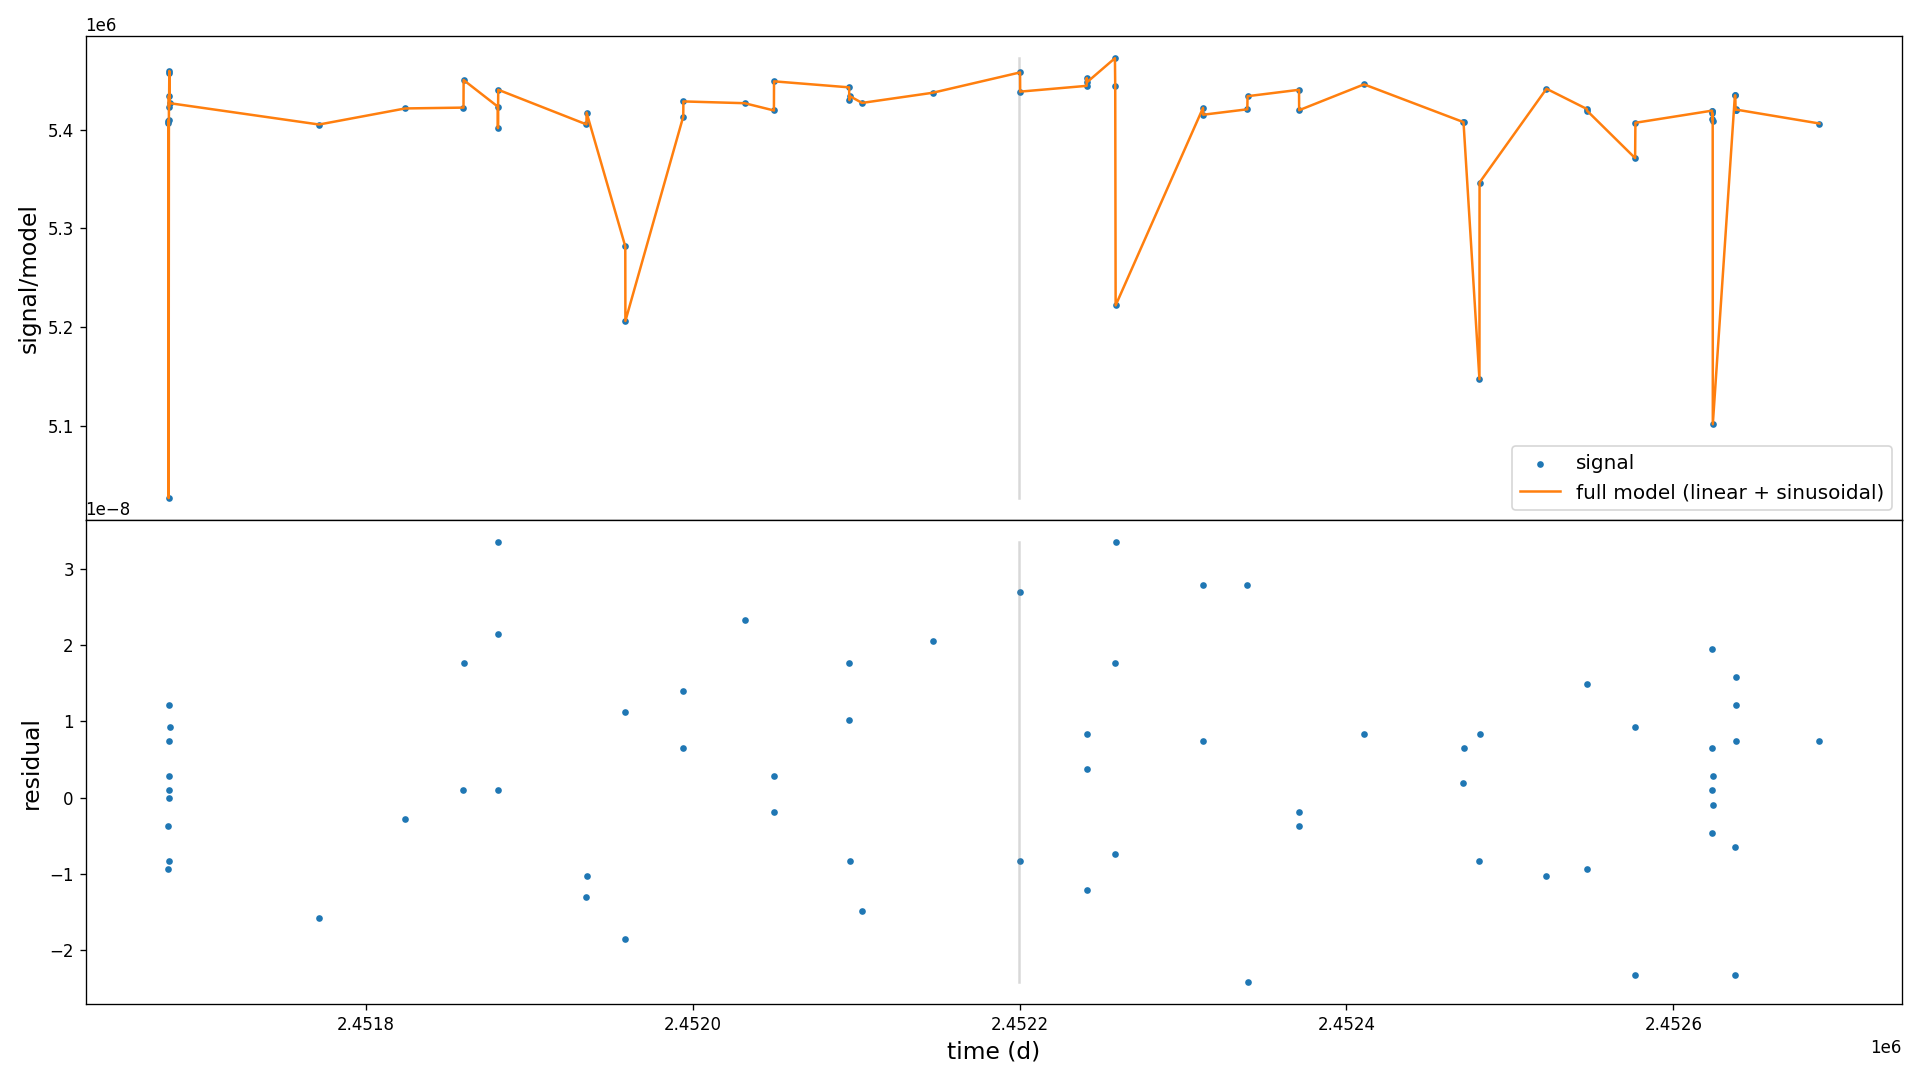 1e6
5.4
5.3
5.2
5.1
signal/model
signal
full model (linear + sinusoidal)
1e−8
3
2
1
0
−1
−2
residual
2.4518
2.4520
2.4522
2.4524
2.4526
time (d)
1e6